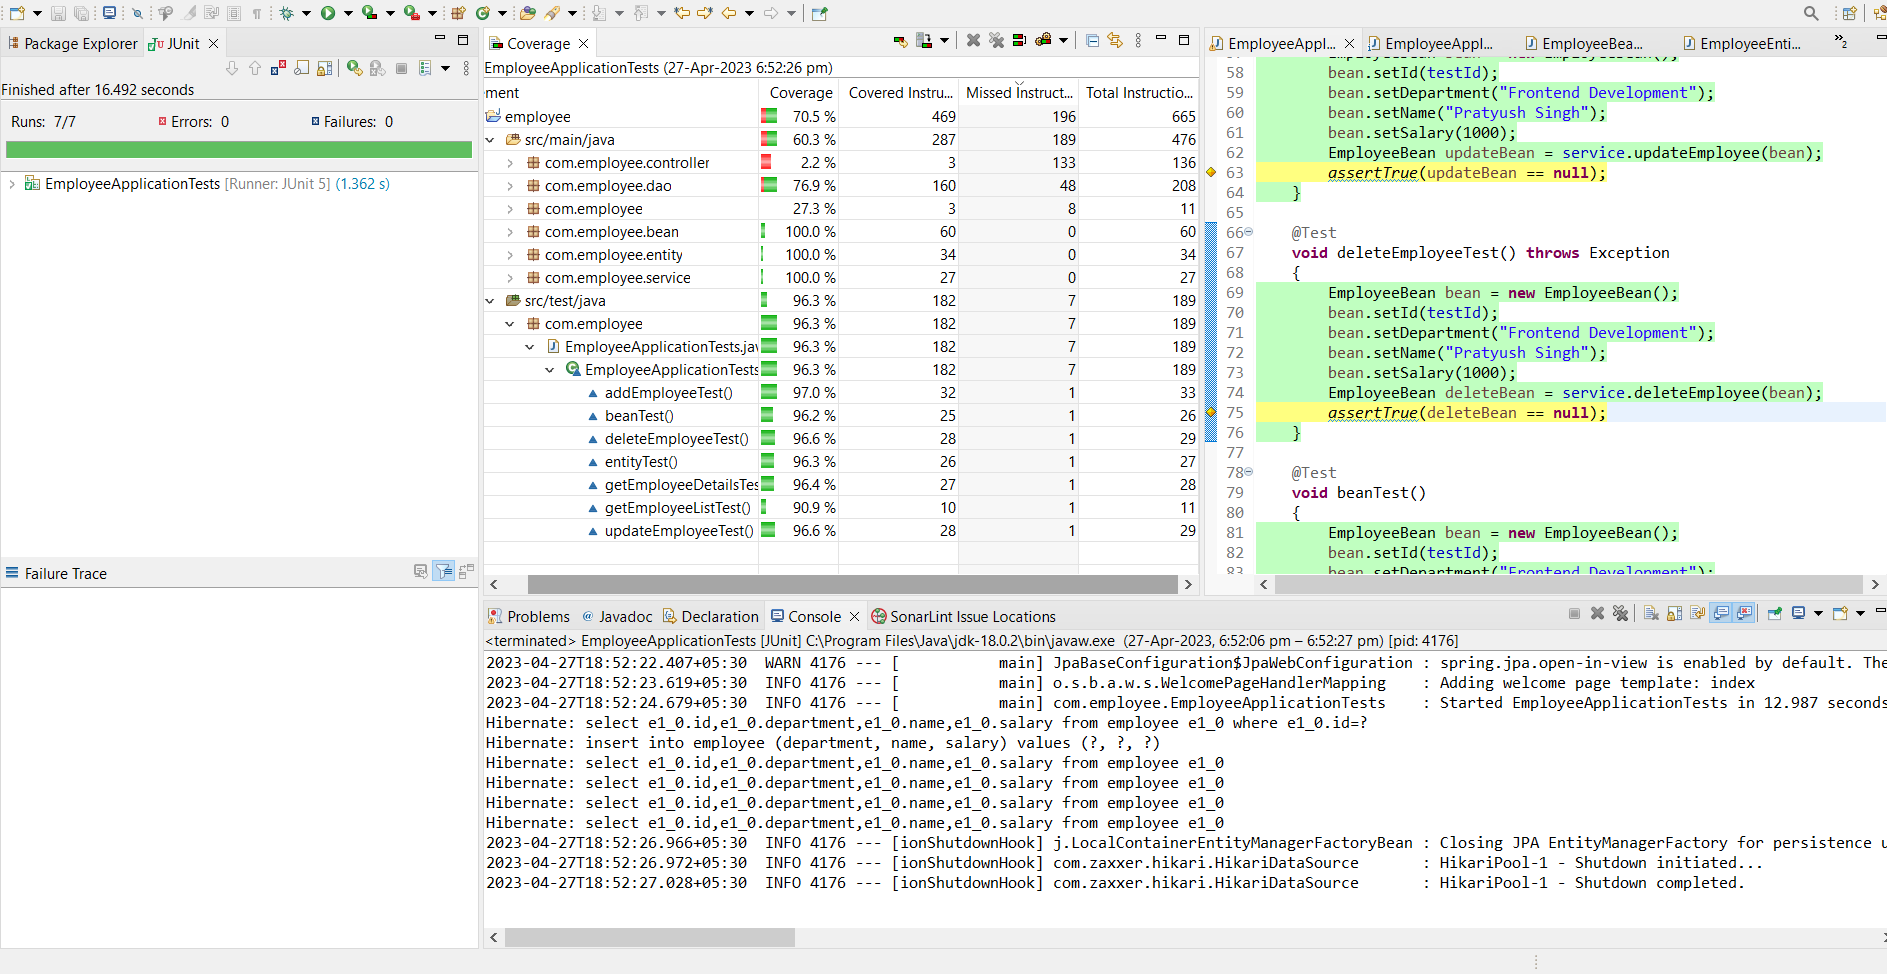 Package Explorer JUnit
Finished after 16.492 seconds
Runs: 7/7 Errors: 0 Failures: 0
EmployeeApplicationTests [Runner: JUnit 5] (1.362 s)
Failure Trace
Coverage
EmployeeApplicationTests (27-Apr-2023 6:52:26 pm)
ment Coverage Covered Instru... Missed Instruct... Total Instructio...
employee 70.5 % 469 196 665
src/main/java 60.3 % 287 189 476
com.employee.controller 2.2 % 3 133 136
com.employee.dao 76.9 % 160 48 208
com.employee 27.3 % 3 8 11
com.employee.bean 100.0 % 60 0 60
com.employee.entity 100.0 % 34 0 34
com.employee.service 100.0 % 27 0 27
src/test/java 96.3 % 182 7 189
com.employee 96.3 % 182 7 189
EmployeeApplicationTests.jav 96.3 % 182 7 189
EmployeeApplicationTests 96.3 % 182 7 189
addEmployeeTest() 97.0 % 32 1 33
beanTest() 96.2 % 25 1 26
deleteEmployeeTest() 96.6 % 28 1 29
entityTest() 96.3 % 26 1 27
getEmployeeDetailsTes 96.4 % 27 1 28
getEmployeeListTest() 90.9 % 10 1 11
updateEmployeeTest() 96.6 % 28 1 29
EmployeeAppl... EmployeeAppl... EmployeeBea... EmployeeEnti... »2
57 EmployeeBean bean = new EmployeeBean();
58 bean.setId(testId);
59 bean.setDepartment("Frontend Development");
60 bean.setName("Pratyush Singh");
61 bean.setSalary(1000);
62 EmployeeBean updateBean = service.updateEmployee(bean);
63 assertTrue(updateBean == null);
64 }
65
66 @Test
67 void deleteEmployeeTest() throws Exception
68 {
69 EmployeeBean bean = new EmployeeBean();
70 bean.setId(testId);
71 bean.setDepartment("Frontend Development");
72 bean.setName("Pratyush Singh");
73 bean.setSalary(1000);
74 EmployeeBean deleteBean = service.deleteEmployee(bean);
75 assertTrue(deleteBean == null);
76 }
77
78 @Test
79 void beanTest()
80 {
81 EmployeeBean bean = new EmployeeBean();
82 bean.setId(testId);
83 bean.setDepartment("Frontend Development");
Problems Javadoc Declaration Console SonarLint Issue Locations
<terminated> EmployeeApplicationTests [JUnit] C:\Program Files\Java\jdk-18.0.2\bin\javaw.exe (27-Apr-2023, 6:52:06 pm – 6:52:27 pm) [pid: 4176]
2023-04-27T18:52:22.407+05:30 WARN 4176 --- [ main] JpaBaseConfiguration$JpaWebConfiguration : spring.jpa.open-in-view is enabled by default. The
2023-04-27T18:52:23.619+05:30 INFO 4176 --- [ main] o.s.b.a.w.s.WelcomePageHandlerMapping : Adding welcome page template: index
2023-04-27T18:52:24.679+05:30 INFO 4176 --- [ main] com.employee.EmployeeApplicationTests : Started EmployeeApplicationTests in 12.987 seconds
Hibernate: select e1_0.id,e1_0.department,e1_0.name,e1_0.salary from employee e1_0 where e1_0.id=?
Hibernate: insert into employee (department, name, salary) values (?, ?, ?)
Hibernate: select e1_0.id,e1_0.department,e1_0.name,e1_0.salary from employee e1_0
Hibernate: select e1_0.id,e1_0.department,e1_0.name,e1_0.salary from employee e1_0
Hibernate: select e1_0.id,e1_0.department,e1_0.name,e1_0.salary from employee e1_0
Hibernate: select e1_0.id,e1_0.department,e1_0.name,e1_0.salary from employee e1_0
2023-04-27T18:52:26.966+05:30 INFO 4176 --- [ionShutdownHook] j.LocalContainerEntityManagerFactoryBean : Closing JPA EntityManagerFactory for persistence u
2023-04-27T18:52:26.972+05:30 INFO 4176 --- [ionShutdownHook] com.zaxxer.hikari.HikariDataSource : HikariPool-1 - Shutdown initiated...
2023-04-27T18:52:27.028+05:30 INFO 4176 --- [ionShutdownHook] com.zaxxer.hikari.HikariDataSource : HikariPool-1 - Shutdown completed.